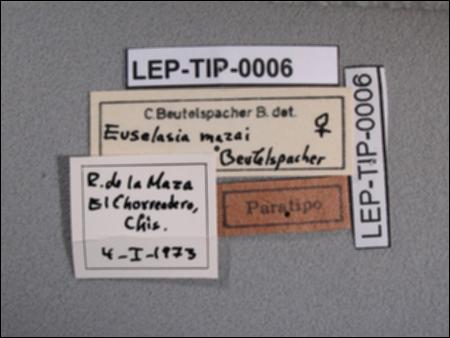 LEP-TIP-0006
C. Beutelspacher B. det.
Euselasia mazai ♀
Beutelspacher
R. de la Maza
El Chorreadero,
Chis.
4-I-1973
Paratipo
LEP-TIP-0006